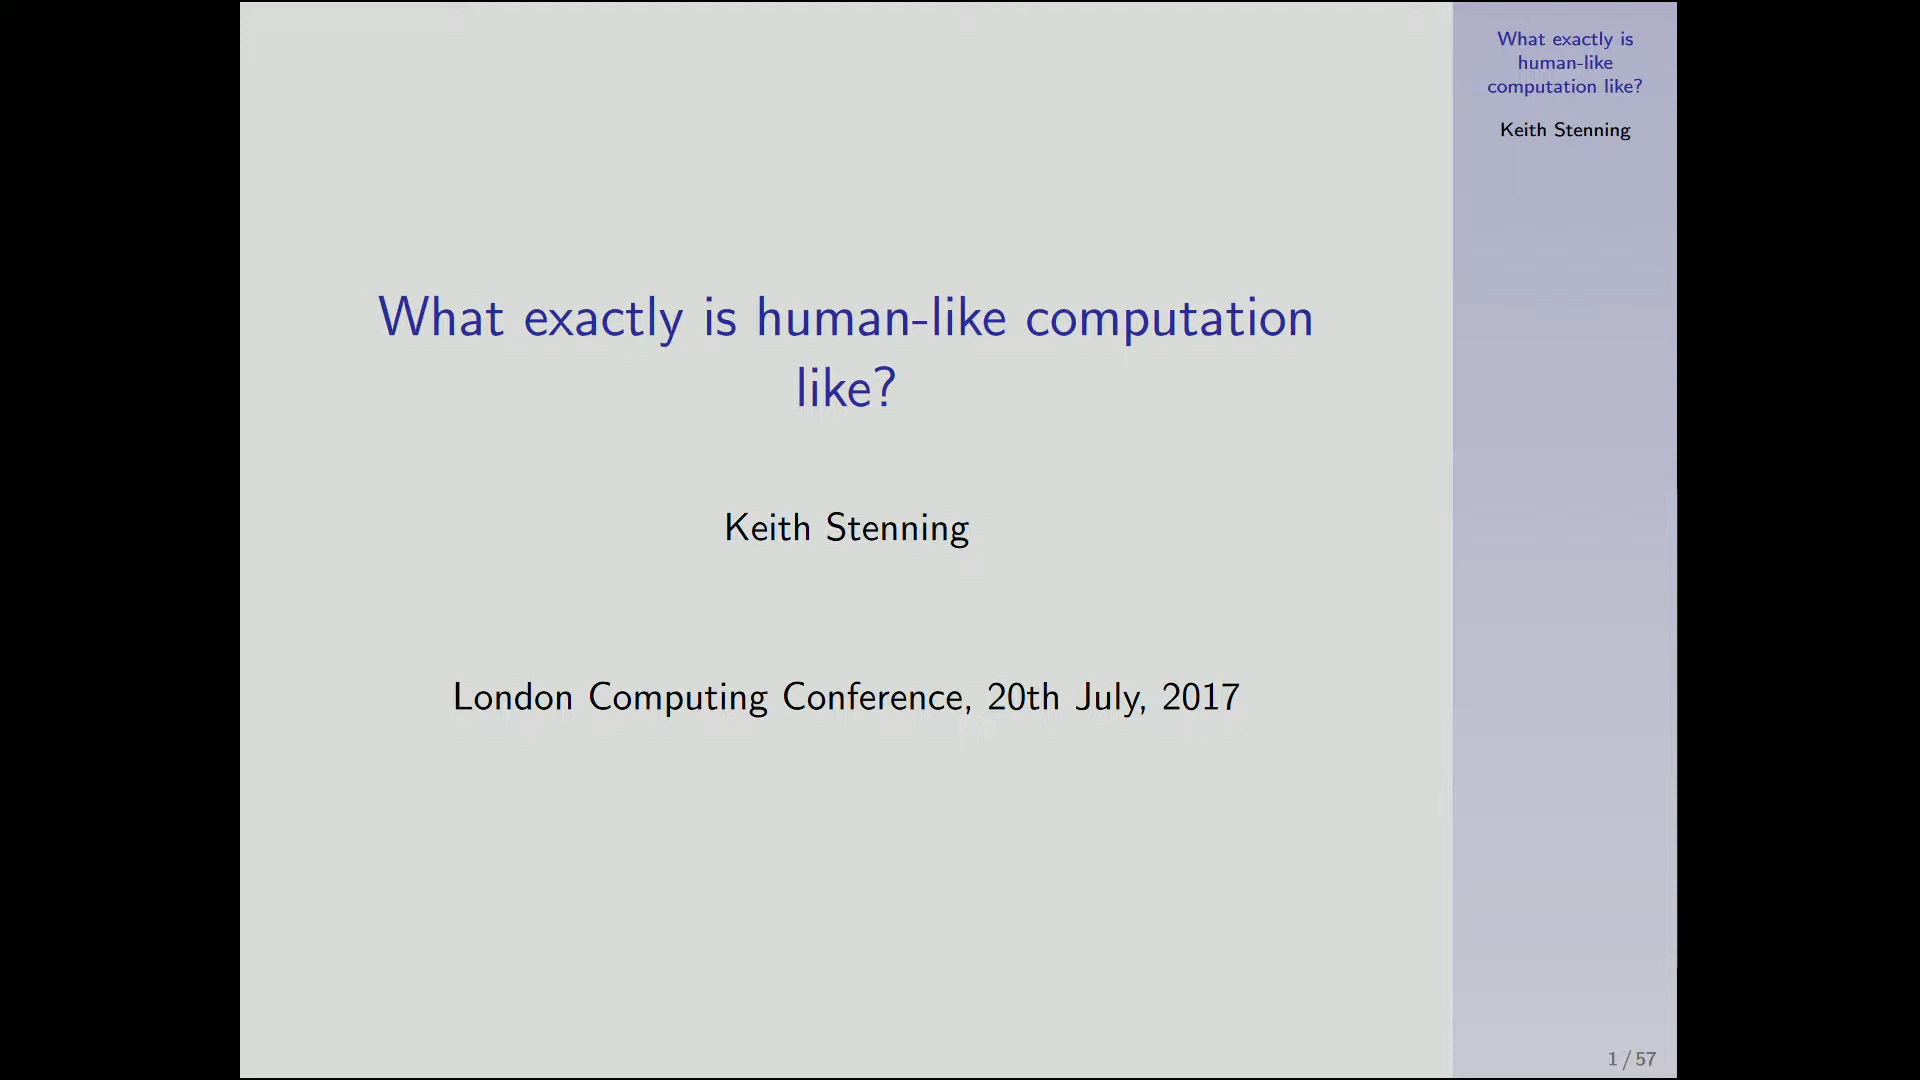 What exactly is human-like computation
like?
Keith Stenning
London Computing Conference, 20th July, 2017
What exactly is
human-like
computation like?
Keith Stenning
1 / 57